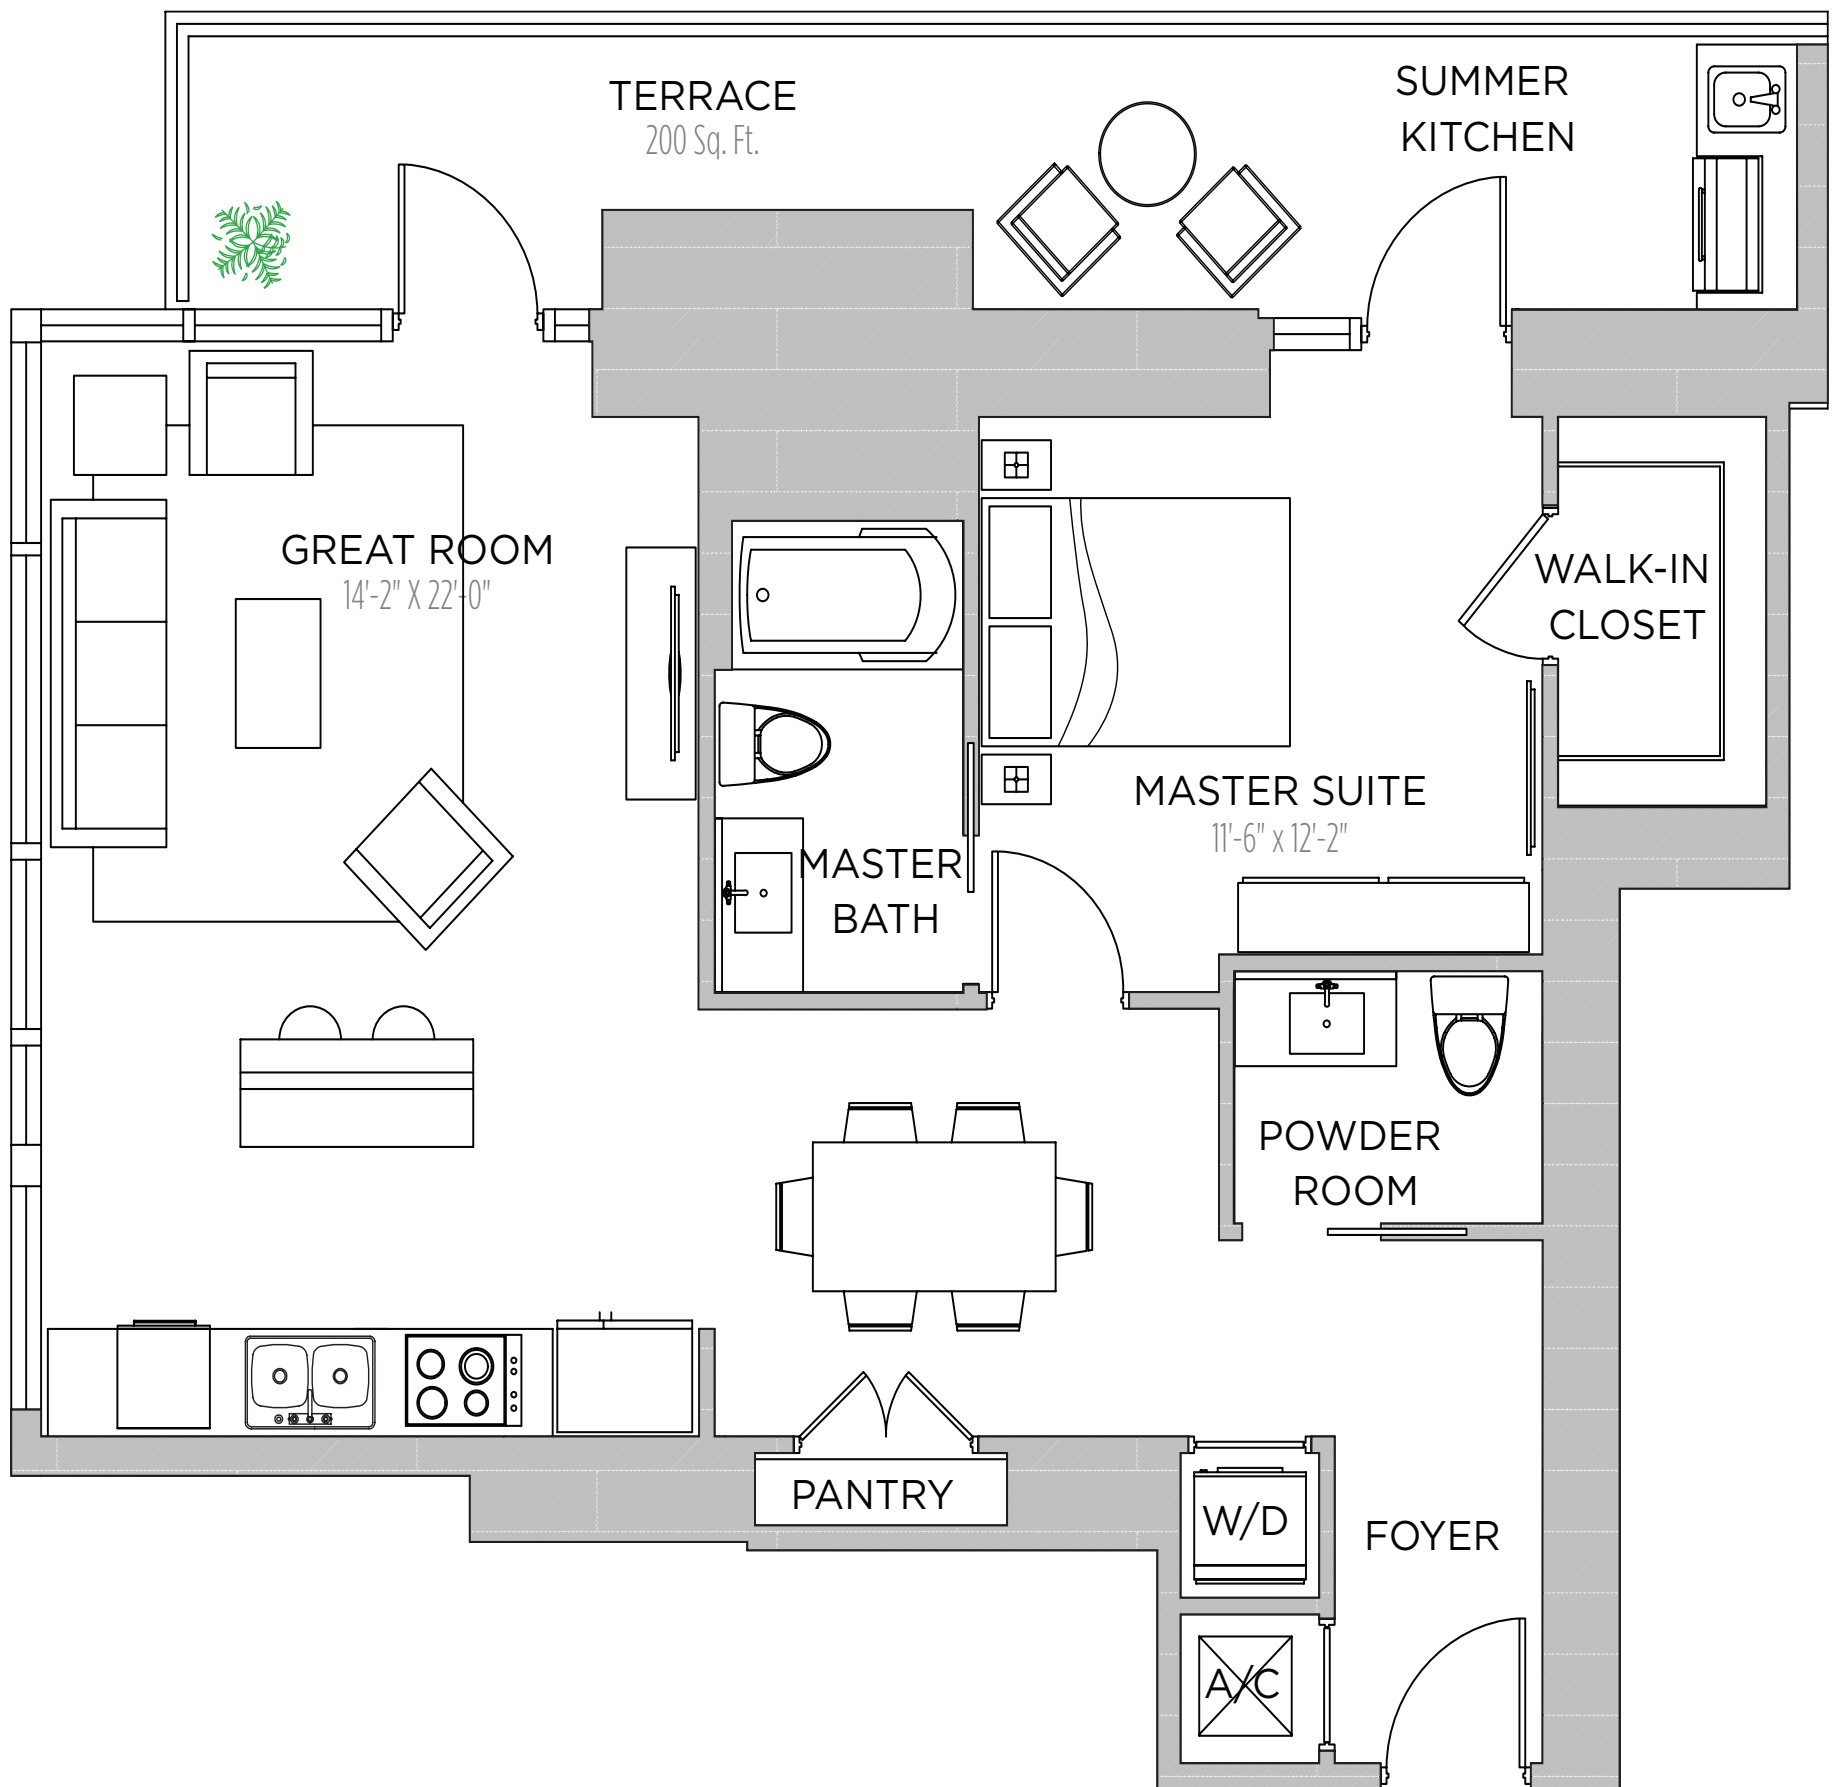 TERRACE
200 Sq. Ft.
SUMMER
KITCHEN
GREAT ROOM
14'-2" X 22'-0"
WALK-IN
CLOSET
MASTER SUITE
11'-6" x 12'-2"
MASTER
BATH
POWDER
ROOM
PANTRY
W/D
FOYER
A/C